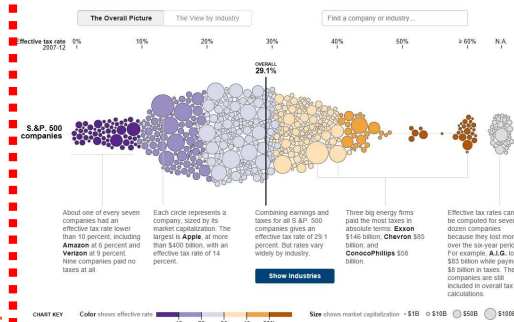 The Overall Picture
The View by Industry
Find a company or industry...
Effective tax rate
2007-12
0%
10%
20%
30%
40%
50%
≥ 60%
N.A.
OVERALL
29.1%
S.&P. 500
companies
About one of every seven
companies had an
effective tax rate lower
than 10 percent, including
Amazon at 6 percent and
Verizon at 9 percent.
Nine companies paid no
taxes at all.
Each circle represents a
company, sized by its
market capitalization. The
largest is Apple, at more
than $400 billion, with an
effective tax rate of 14
percent.
Combining earnings and
taxes for all S.&P. 500
companies gives an
effective tax rate of 29.1
percent. But rates vary
widely by industry.
Show Industries
Three big energy firms
paid the most taxes in
absolute terms: Exxon
$146 billion; Chevron $85
billion; and
ConocoPhillips $58
billion.
Effective tax rates can't
be computed for seven
dozen companies
because they lost mon
over the six-year perio
For example, A.I.G. lo
$83 billion while paying
$8 billion in taxes. The
companies are still
included in overall tax
calculations.
CHART KEY
Color shows effective rate
Size shows market capitalization
$1B
$10B
$50B
$100B